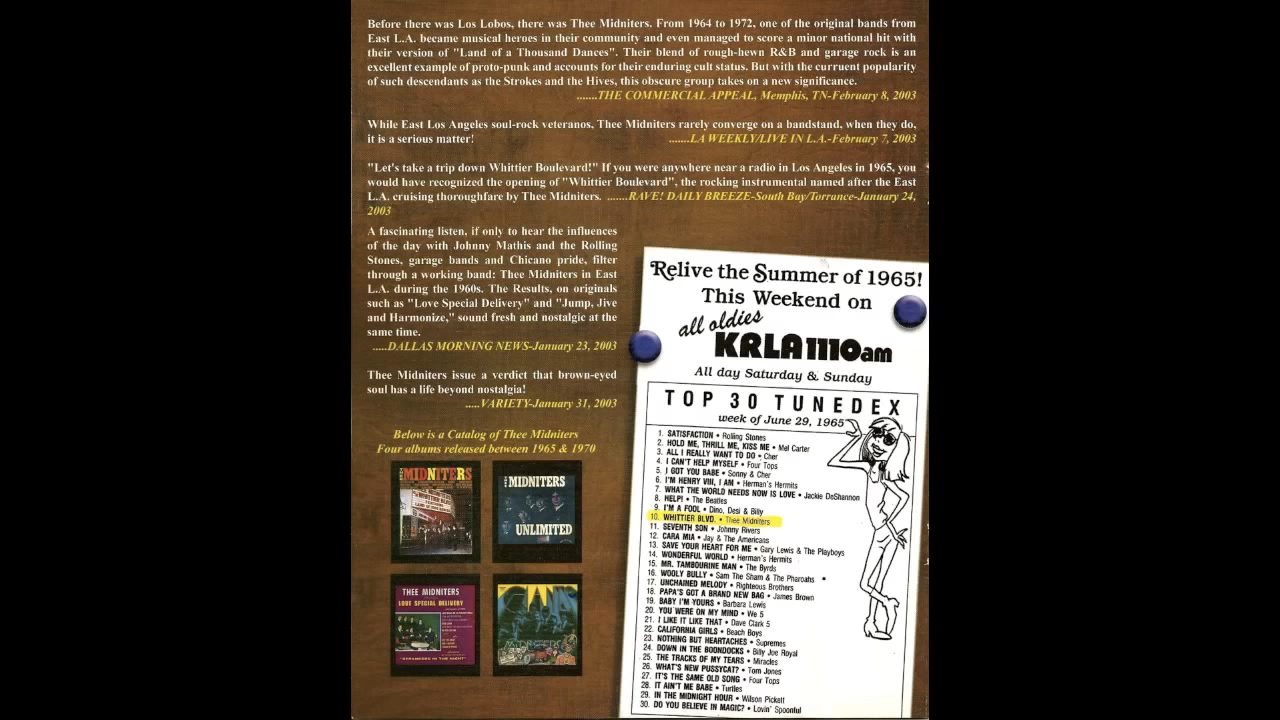 Before there was Los Lobos, there was Thee Midniters. From 1964 to 1972, one of the original bands from
East L.A. became musical heroes in their community and even managed to score a minor national hit with
their version of "Land of a Thousand Dances". Their blend of rough-hewn R&B and garage rock is an
excellent example of proto-punk and accounts for their enduring cult status. But with the curruent popularity
of such descendants as the Strokes and the Hives, this obscure group takes on a new significance.
.......THE COMMERCIAL APPEAL, Memphis, TN-February 8, 2003
While East Los Angeles soul-rock veteranos, Thee Midniters rarely converge on a bandstand, when they do,
it is a serious matter! .......LA WEEKLY/LIVE IN L.A.-February 7, 2003
"Let's take a trip down Whittier Boulevard!" If you were anywhere near a radio in Los Angeles in 1965, you
would have recognized the opening of "Whittier Boulevard", the rocking instrumental named after the East
L.A. cruising thoroughfare by Thee Midniters. .......RAVE! DAILY BREEZE-South Bay/Torrance-January 24,
2003
A fascinating listen, if only to hear the influences
of the day with Johnny Mathis and the Rolling
Stones, garage bands and Chicano pride, filter
through a working band: Thee Midniters in East
L.A. during the 1960s. The Results, on originals
such as "Love Special Delivery" and "Jump, Jive
and Harmonize," sound fresh and nostalgic at the
same time.
.....DALLAS MORNING NEWS-January 23, 2003
Thee Midniters issue a verdict that brown-eyed
soul has a life beyond nostalgia!
.....VARIETY-January 31, 2003
Below is a Catalog of Thee Midniters
Four albums released between 1965 & 1970
MIDNITERS
MIDNITERS
UNLIMITED
THEE MIDNITERS
LOVE SPECIAL DELIVERY
"STRANGERS IN THE NIGHT"
MIDNITERS
Relive the Summer of 1965!
This Weekend on
all oldies
KRLA 1110am
All day Saturday & Sunday
TOP 30 TUNEDEX
week of June 29, 1965
1. SATISFACTION • Rolling Stones
2. HOLD ME, THRILL ME, KISS ME • Mel Carter
3. ALL I REALLY WANT TO DO • Cher
4. I CAN'T HELP MYSELF • Four Tops
5. I GOT YOU BABE • Sonny & Cher
6. I'M HENRY VIII, I AM • Herman's Hermits
7. WHAT THE WORLD NEEDS NOW IS LOVE • Jackie DeShannon
8. HELP! • The Beatles
9. I'M A FOOL • Dino, Desi & Billy
10. WHITTIER BLVD. • Thee Midniters
11. SEVENTH SON • Johnny Rivers
12. CARA MIA • Jay & The Americans
13. SAVE YOUR HEART FOR ME • Gary Lewis & The Playboys
14. WONDERFUL WORLD • Herman's Hermits
15. MR. TAMBOURINE MAN • The Byrds
16. WOOLY BULLY • Sam The Sham & The Pharoahs
17. UNCHAINED MELODY • Righteous Brothers
18. PAPA'S GOT A BRAND NEW BAG • James Brown
19. BABY I'M YOURS • Barbara Lewis
20. YOU WERE ON MY MIND • We 5
21. I LIKE IT LIKE THAT • Dave Clark 5
22. CALIFORNIA GIRLS • Beach Boys
23. NOTHING BUT HEARTACHES • Supremes
24. DOWN IN THE BOONDOCKS • Billy Joe Royal
25. THE TRACKS OF MY TEARS • Miracles
26. WHAT'S NEW PUSSYCAT? • Tom Jones
27. IT'S THE SAME OLD SONG • Four Tops
28. IT AIN'T ME BABE • Turtles
29. IN THE MIDNIGHT HOUR • Wilson Pickett
30. DO YOU BELIEVE IN MAGIC? • Lovin' Spoonful